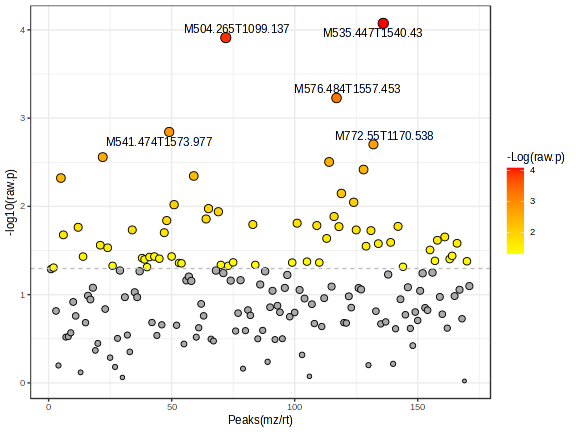 M504.265T1099.137
M535.447T1540.43
M576.484T1557.453
M541.474T1573.977
M772.55T1170.538
-log10(raw.p)
4
3
2
1
0
0
50
100
150
Peaks(mz/rt)
-Log(raw.p)
4
3
2